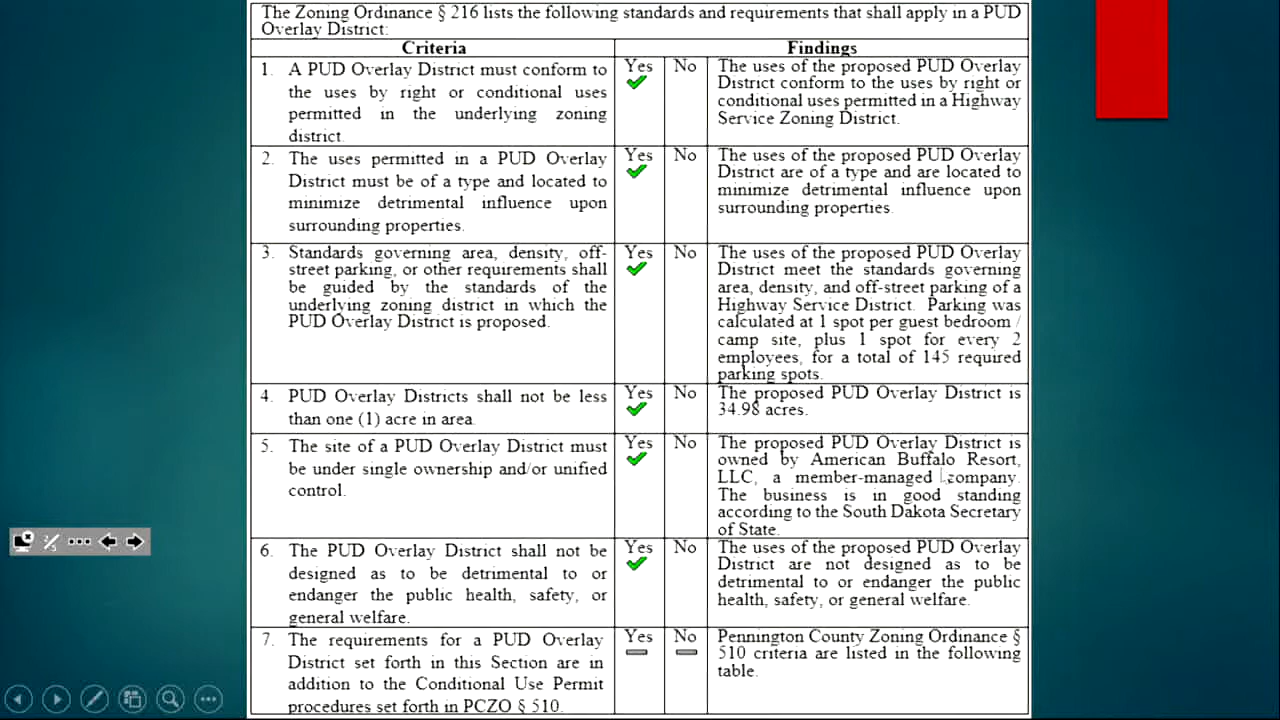 The Zoning Ordinance § 216 lists the following standards and requirements that shall apply in a PUD
Overlay District:
Criteria
Findings
1. A PUD Overlay District must conform to
the uses by right or conditional uses
permitted in the underlying zoning
district.
Yes
No
The uses of the proposed PUD Overlay
District conform to the uses by right or
conditional uses permitted in a Highway
Service Zoning District.
2. The uses permitted in a PUD Overlay
District must be of a type and located to
minimize detrimental influence upon
surrounding properties.
Yes
No
The uses of the proposed PUD Overlay
District are of a type and are located to
minimize detrimental influence upon
surrounding properties.
3. Standards governing area, density, off-
street parking, or other requirements shall
be guided by the standards of the
underlying zoning district in which the
PUD Overlay District is proposed.
Yes
No
The uses of the proposed PUD Overlay
District meet the standards governing
area, density, and off-street parking of a
Highway Service District. Parking was
calculated at 1 spot per guest bedroom /
camp site, plus 1 spot for every 2
employees, for a total of 145 required
parking spots.
4. PUD Overlay Districts shall not be less
than one (1) acre in area.
Yes
No
The proposed PUD Overlay District is
34.98 acres.
5. The site of a PUD Overlay District must
be under single ownership and/or unified
control.
Yes
No
The proposed PUD Overlay District is
owned by American Buffalo Resort,
LLC, a member-managed company.
The business is in good standing
according to the South Dakota Secretary
of State.
6. The PUD Overlay District shall not be
designed as to be detrimental to or
endanger the public health, safety, or
general welfare.
Yes
No
The uses of the proposed PUD Overlay
District are not designed as to be
detrimental to or endanger the public
health, safety, or general welfare.
7. The requirements for a PUD Overlay
District set forth in this Section are in
addition to the Conditional Use Permit
procedures set forth in PCZO § 510.
Yes
No
Pennington County Zoning Ordinance §
510 criteria are listed in the following
table.